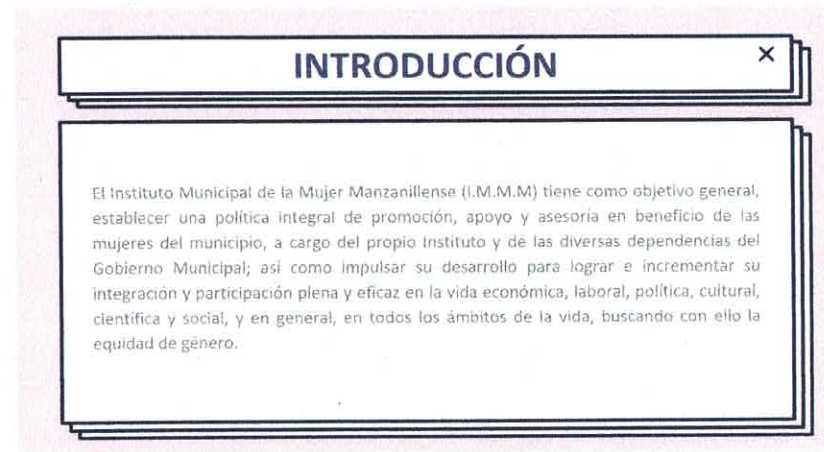 INTRODUCCIÓN
El Instituto Municipal de la Mujer Manzanillense (I.M.M.M) tiene como objetivo general,
establecer una política integral de promoción, apoyo y asesoría en beneficio de las
mujeres del municipio, a cargo del propio Instituto y de las diversas dependencias del
Gobierno Municipal; así como impulsar su desarrollo para lograr e incrementar su
integración y participación plena y eficaz en la vida económica, laboral, política, cultural,
científica y social, y en general, en todos los ámbitos de la vida, buscando con ello la
equidad de género.